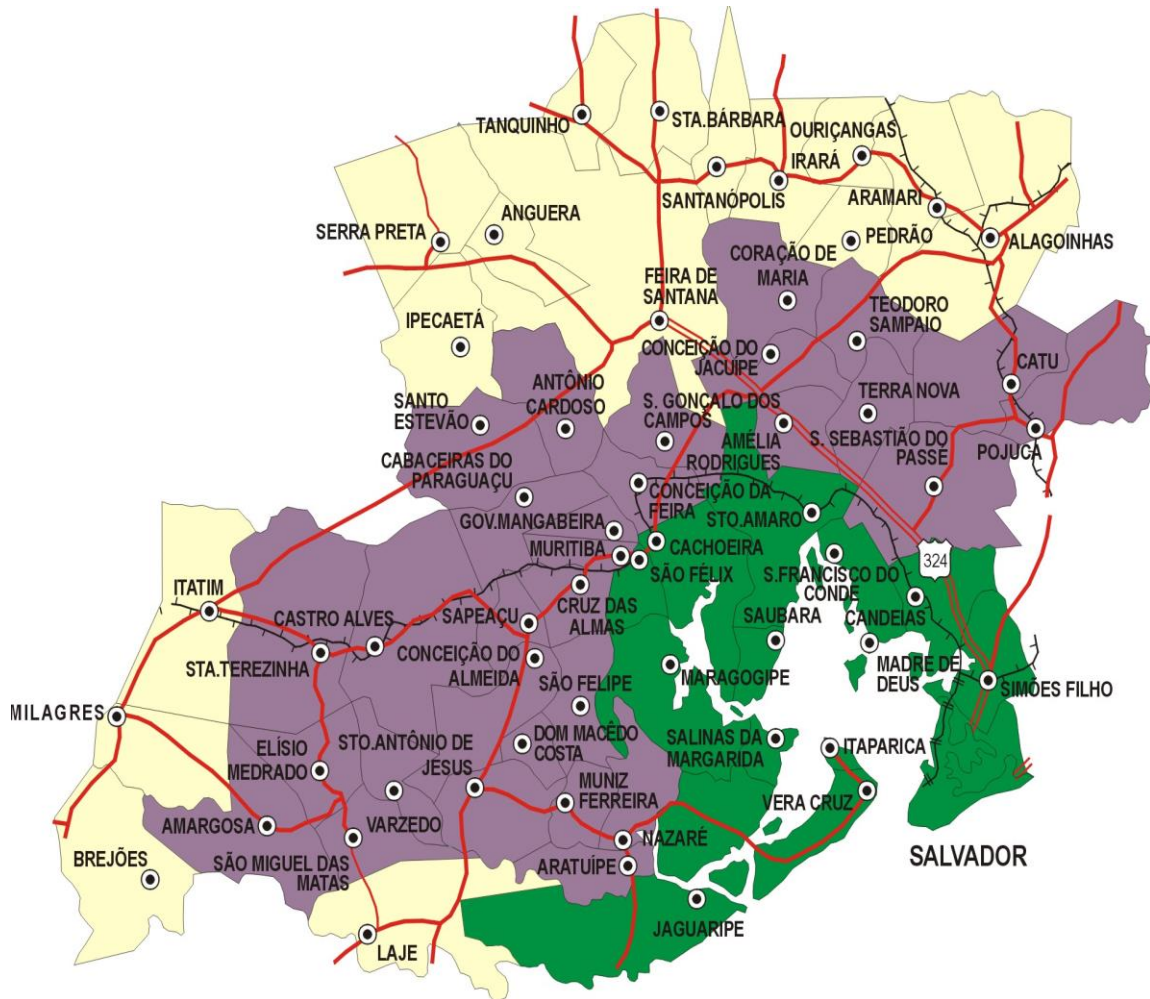 TANQUINHO
STA.BÁRBARA
OURIÇANGAS
IRARÁ
SANTANÓPOLIS
ARAMARI
SERRA PRETA
ANGUERA
PEDRÃO
ALAGOINHAS
CORAÇÃO DE
MARIA
FEIRA DE
SANTANA
TEODORO
SAMPAIO
IPECAETÁ
CONCEIÇÃO DO
JACUÍPE
CATU
ANTÔNIO
CARDOSO
SANTO
ESTEVÃO
S. GONÇALO DOS
CAMPOS
TERRA NOVA
AMÉLIA
RODRIGUES
S. SEBASTIÃO DO
PASSÉ
POJUCA
CABACEIRAS DO
PARAGUAÇU
CONCEIÇÃO DA
FEIRA
GOV.MANGABEIRA
STO.AMARO
MURITIBA
CACHOEIRA
SÃO FÉLIX
324
S.FRANCISCO DO
CONDE
ITATIM
CASTRO ALVES
SAPEAÇU
CRUZ DAS
ALMAS
SAUBARA
CANDEIAS
STA.TEREZINHA
CONCEIÇÃO DO
ALMEIDA
MARAGOGIPE
MADRE DE
DEUS
SIMÕES FILHO
SÃO FELIPE
MILAGRES
DOM MACÊDO
COSTA
SALINAS DA
MARGARIDA
ITAPARICA
ELÍSIO
MEDRADO
STO.ANTÔNIO DE
JESUS
MUNIZ
FERREIRA
VERA CRUZ
AMARGOSA
VARZEDO
NAZARÉ
BREJÕES
SÃO MIGUEL DAS
MATAS
ARATUÍPE
SALVADOR
JAGUARIPE
LAJE